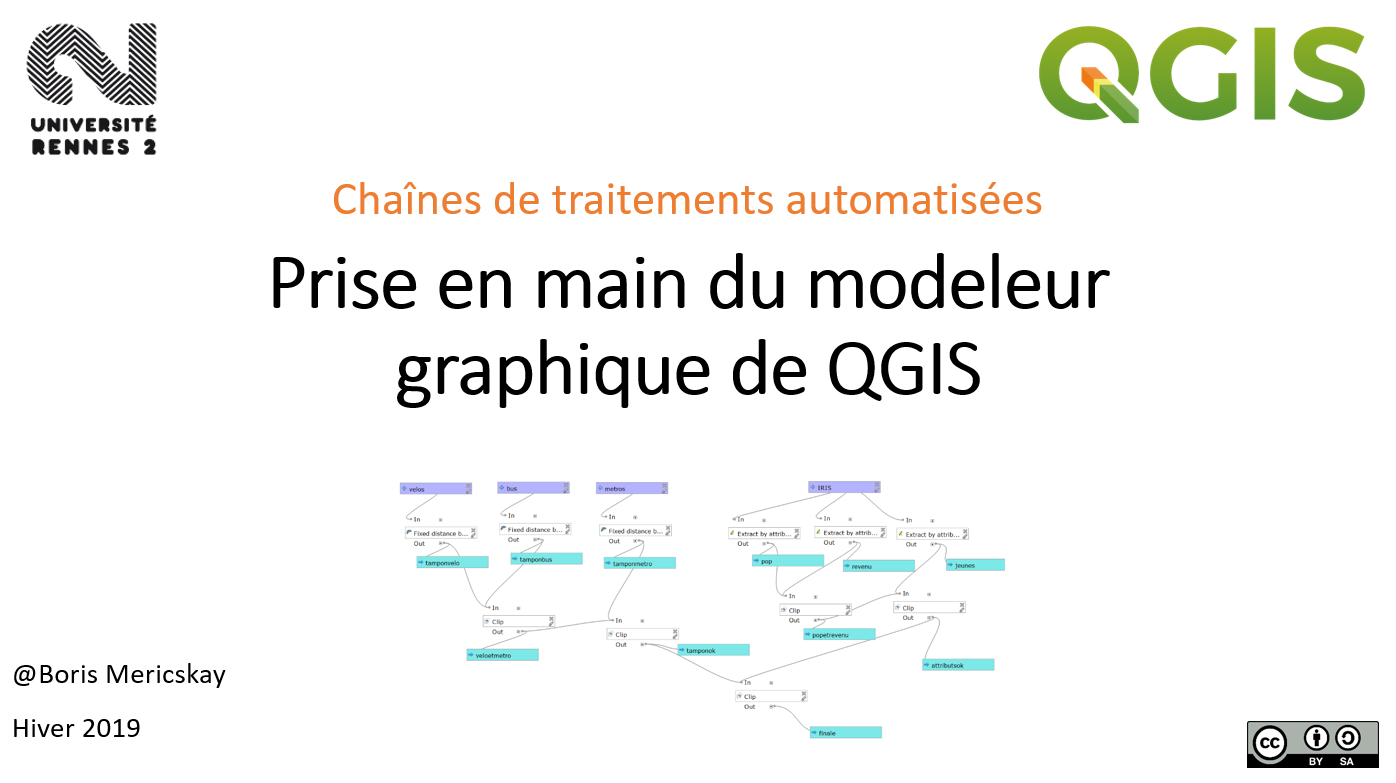 UNIVERSITÉ
RENNES 2
QGIS
Chaînes de traitements automatisées
Prise en main du modeleur
graphique de QGIS
velos
bus
metros
IRIS
In
In
In
In
In
In
Fixed distance b...
Fixed distance b...
Fixed distance b...
Extract by attrib...
Extract by attrib...
Extract by attrib...
Out
Out
Out
Out
Out
Out
tamponvelo
tamponbus
tamponmetro
pop
revenu
jeunes
In
Clip
Out
In
Clip
Out
In
Clip
Out
In
Clip
Out
veloetmetro
tamponok
popetrevenu
attributsok
In
Clip
Out
finale
@Boris Mericskay
Hiver 2019
cc
BY SA